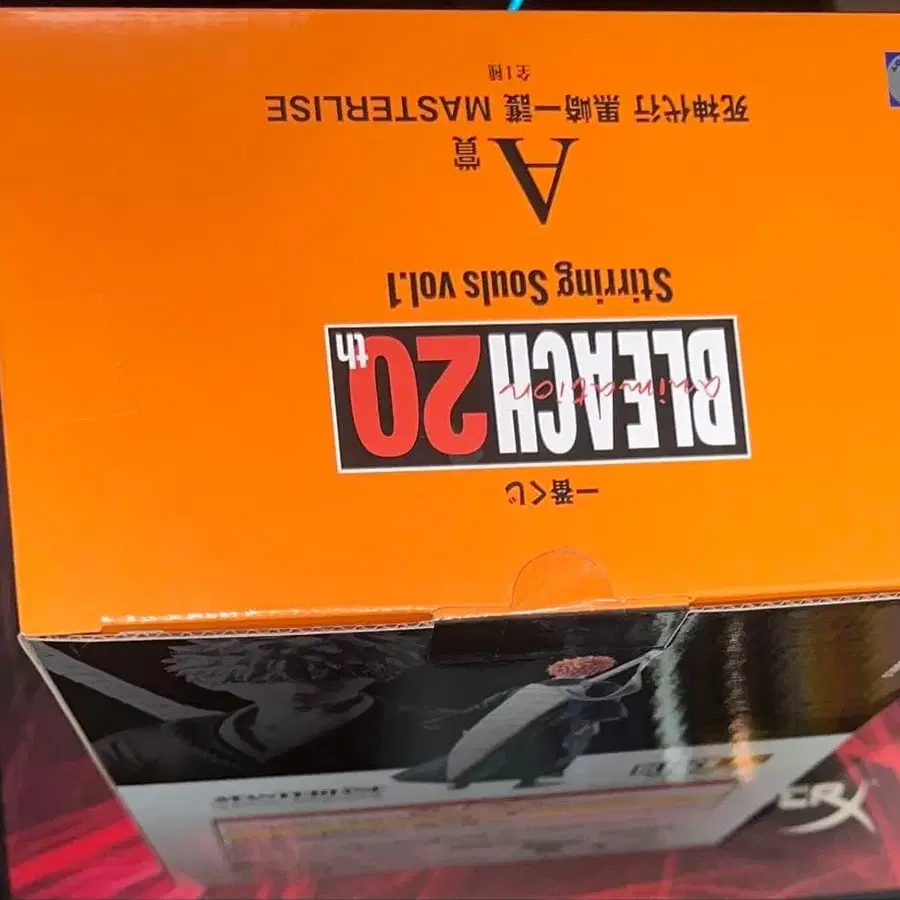 一番くじ
BLEACH 20th
animation
Stirring Souls vol.1
A賞
死神代行 黒崎一護 MASTERLISE
全1種
MASTERLISE